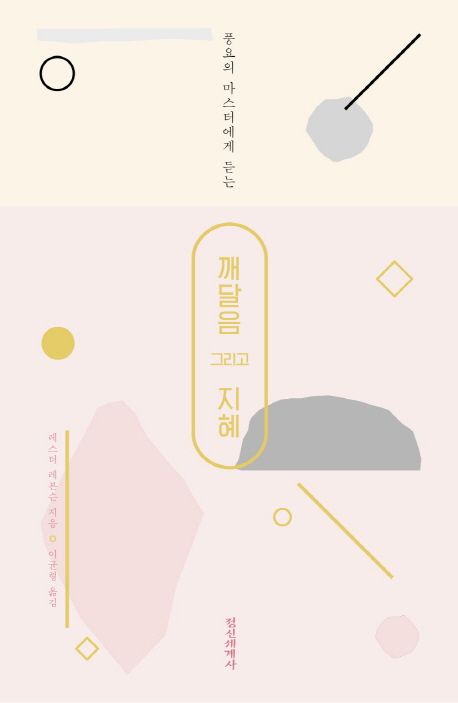 풍요의 마스터에게 듣는
깨달음
그리고
지혜
레스터 레븐슨 지음 이균형 옮김
정신세계사